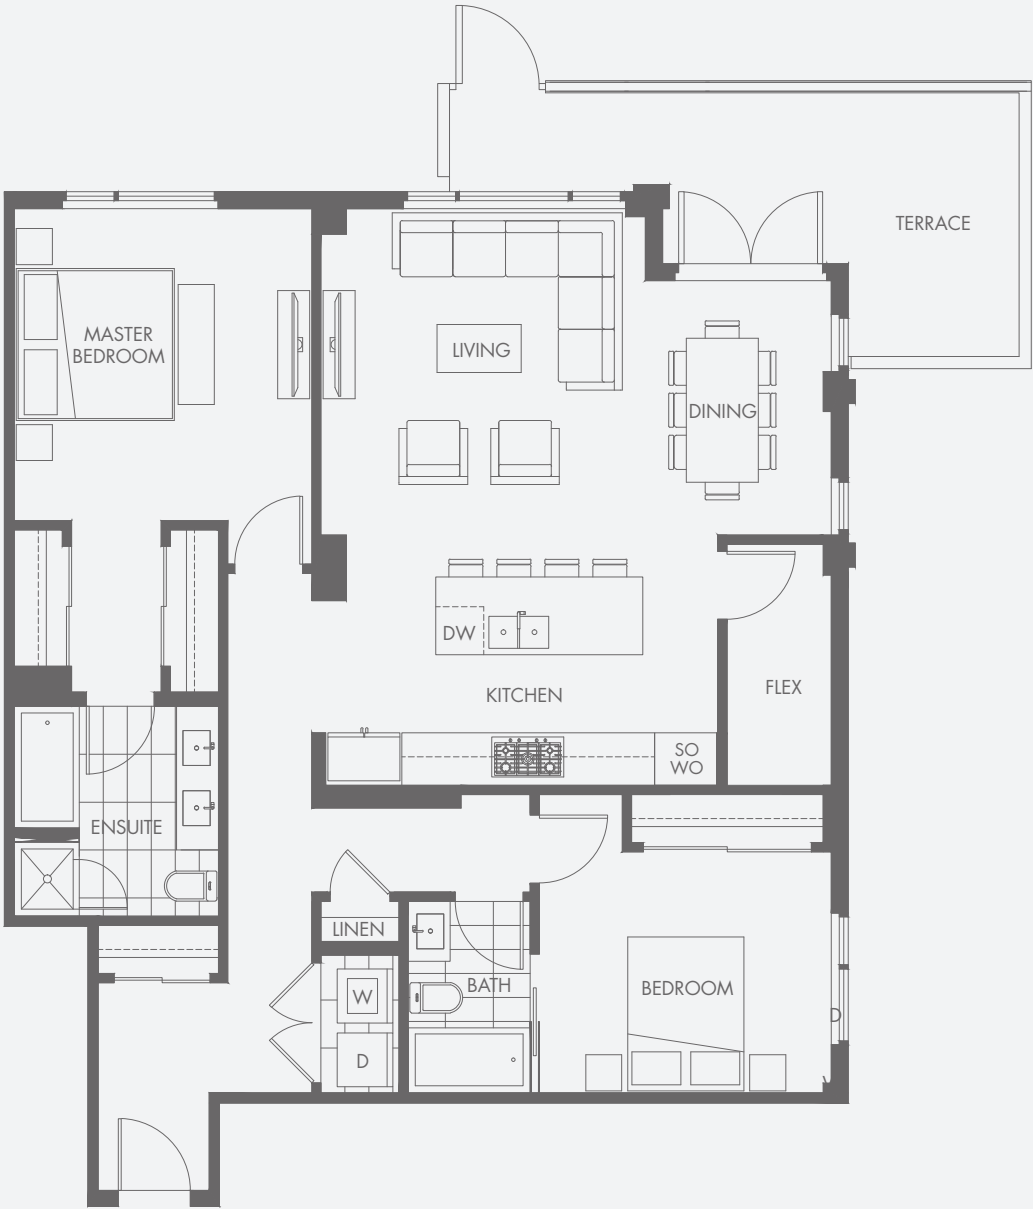 TERRACE
MASTER
BEDROOM
LIVING
DINING
DW
KITCHEN
FLEX
SO
WO
ENSUITE
LINEN
BATH
W
BEDROOM
D
D